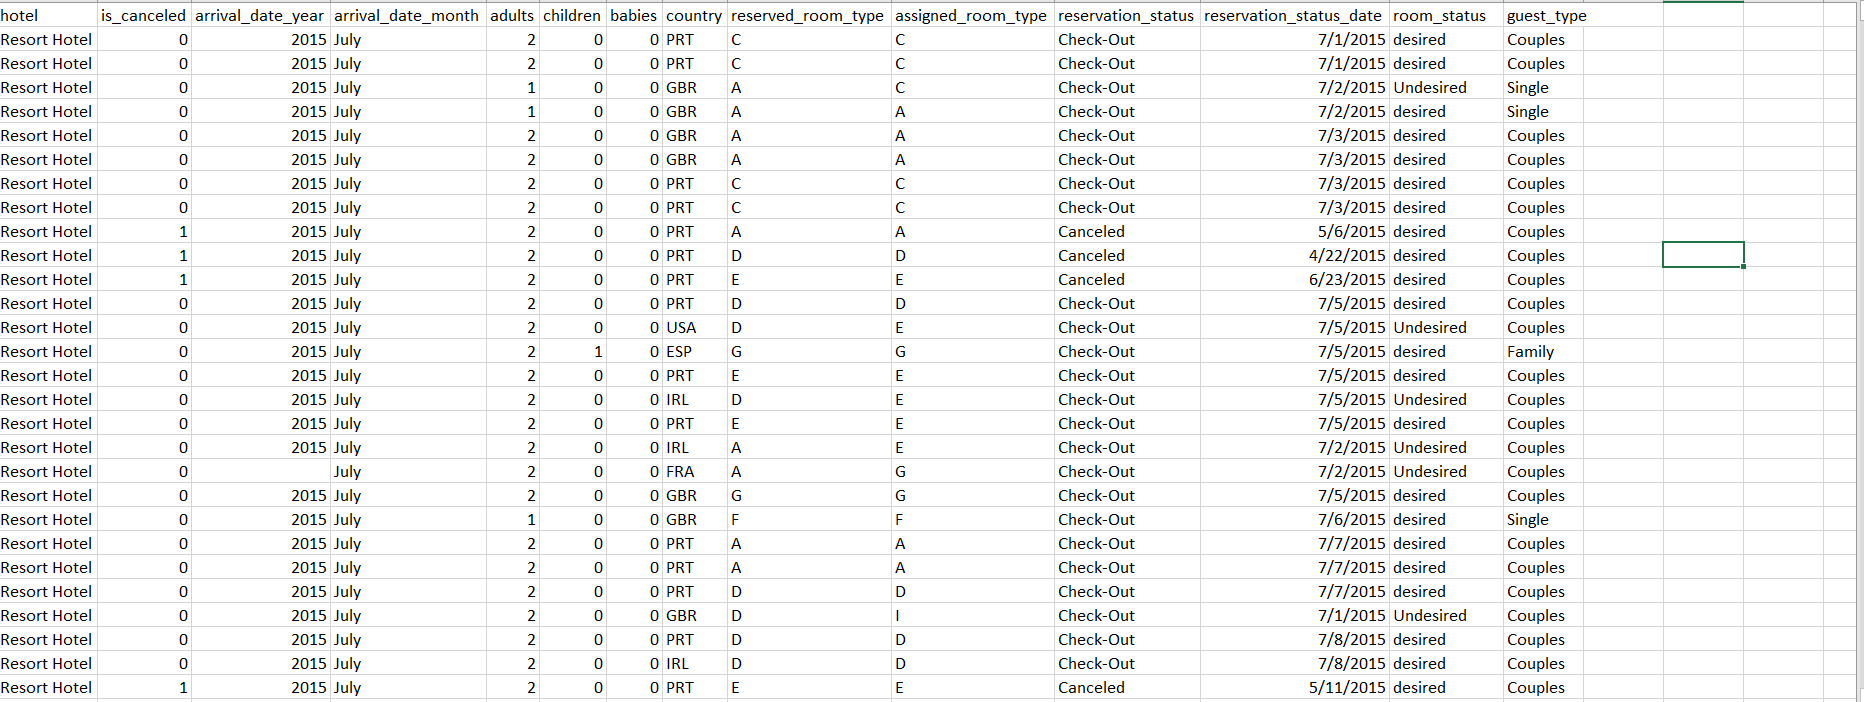 hotel is_canceled arrival_date_year arrival_date_month adults children babies country reserved_room_type assigned_room_type reservation_status reservation_status_date room_status guest_type
Resort Hotel 0 2015 July 2 0 0 PRT C C Check-Out 7/1/2015 desired Couples
Resort Hotel 0 2015 July 2 0 0 PRT C C Check-Out 7/1/2015 desired Couples
Resort Hotel 0 2015 July 1 0 0 GBR A C Check-Out 7/2/2015 Undesired Single
Resort Hotel 0 2015 July 1 0 0 GBR A A Check-Out 7/2/2015 desired Single
Resort Hotel 0 2015 July 2 0 0 GBR A A Check-Out 7/3/2015 desired Couples
Resort Hotel 0 2015 July 2 0 0 GBR A A Check-Out 7/3/2015 desired Couples
Resort Hotel 0 2015 July 2 0 0 PRT C C Check-Out 7/3/2015 desired Couples
Resort Hotel 0 2015 July 2 0 0 PRT C C Check-Out 7/3/2015 desired Couples
Resort Hotel 1 2015 July 2 0 0 PRT A A Canceled 5/6/2015 desired Couples
Resort Hotel 1 2015 July 2 0 0 PRT D D Canceled 4/22/2015 desired Couples
Resort Hotel 1 2015 July 2 0 0 PRT E E Canceled 6/23/2015 desired Couples
Resort Hotel 0 2015 July 2 0 0 PRT D D Check-Out 7/5/2015 desired Couples
Resort Hotel 0 2015 July 2 0 0 USA D E Check-Out 7/5/2015 Undesired Couples
Resort Hotel 0 2015 July 2 1 0 ESP G G Check-Out 7/5/2015 desired Family
Resort Hotel 0 2015 July 2 0 0 PRT E E Check-Out 7/5/2015 desired Couples
Resort Hotel 0 2015 July 2 0 0 IRL D E Check-Out 7/5/2015 Undesired Couples
Resort Hotel 0 2015 July 2 0 0 PRT E E Check-Out 7/5/2015 desired Couples
Resort Hotel 0 2015 July 2 0 0 IRL A E Check-Out 7/2/2015 Undesired Couples
Resort Hotel 0 July 2 0 0 FRA A G Check-Out 7/2/2015 Undesired Couples
Resort Hotel 0 2015 July 2 0 0 GBR G G Check-Out 7/5/2015 desired Couples
Resort Hotel 0 2015 July 1 0 0 GBR F F Check-Out 7/6/2015 desired Single
Resort Hotel 0 2015 July 2 0 0 PRT A A Check-Out 7/7/2015 desired Couples
Resort Hotel 0 2015 July 2 0 0 PRT A A Check-Out 7/7/2015 desired Couples
Resort Hotel 0 2015 July 2 0 0 PRT D D Check-Out 7/7/2015 desired Couples
Resort Hotel 0 2015 July 2 0 0 GBR D I Check-Out 7/1/2015 Undesired Couples
Resort Hotel 0 2015 July 2 0 0 PRT D D Check-Out 7/8/2015 desired Couples
Resort Hotel 0 2015 July 2 0 0 IRL D D Check-Out 7/8/2015 desired Couples
Resort Hotel 1 2015 July 2 0 0 PRT E E Canceled 5/11/2015 desired Couples